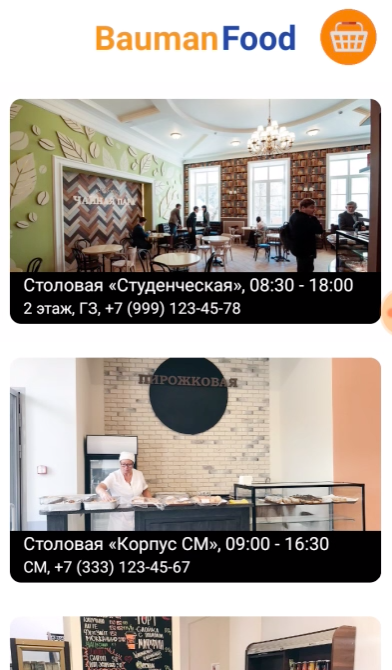 BaumanFood
ЧАЙНАЯ ПАРА
Столовая «Студенческая», 08:30 - 18:00
2 этаж, ГЗ, +7 (999) 123-45-78
ПИРОЖКОВАЯ
Столовая «Корпус СМ», 09:00 - 16:30
СМ, +7 (333) 123-45-67